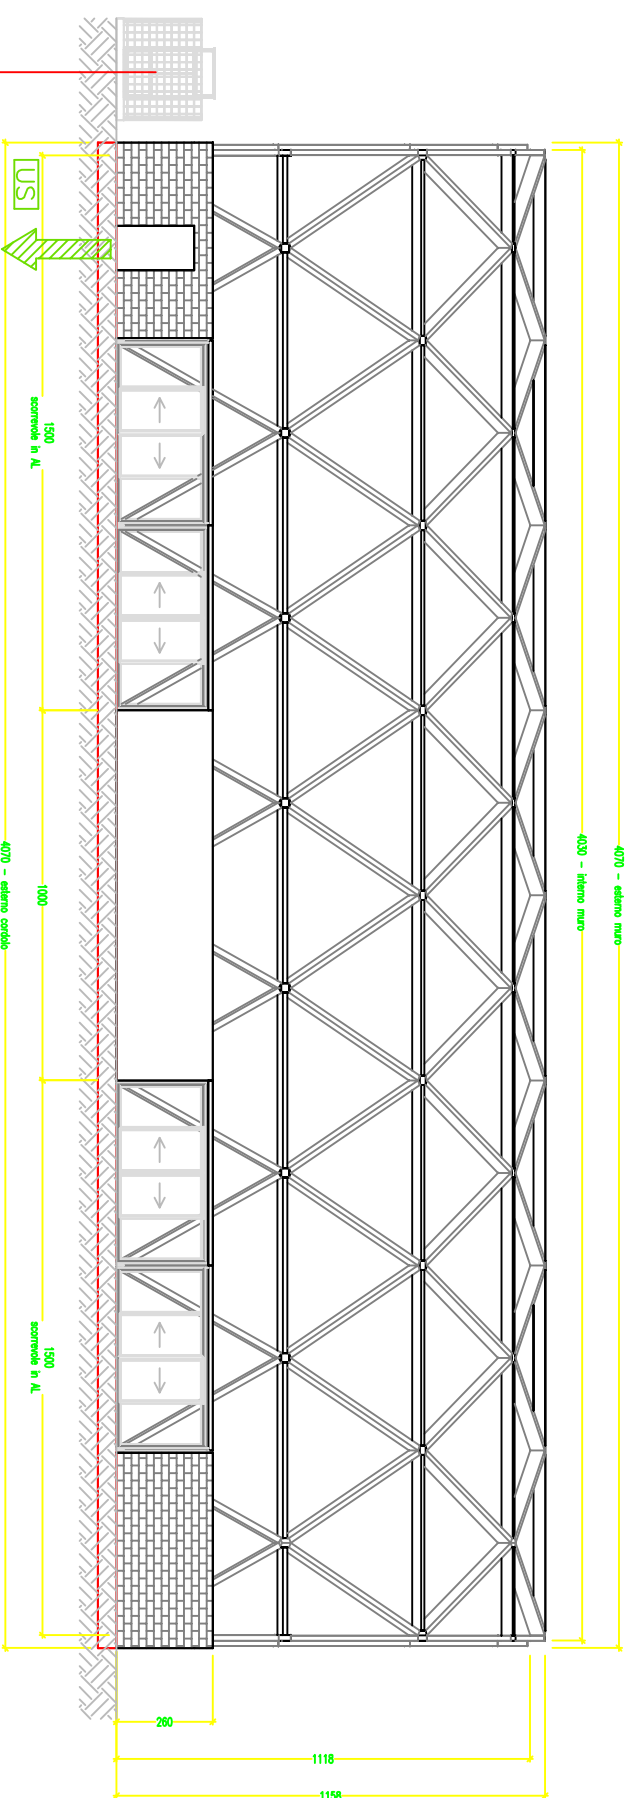 4070 - esterno muro
4030 - interno muro
1158
1118
260
1500
scorrevole in AL
1000
1500
scorrevole in AL
4070 - esterno cordolo
US